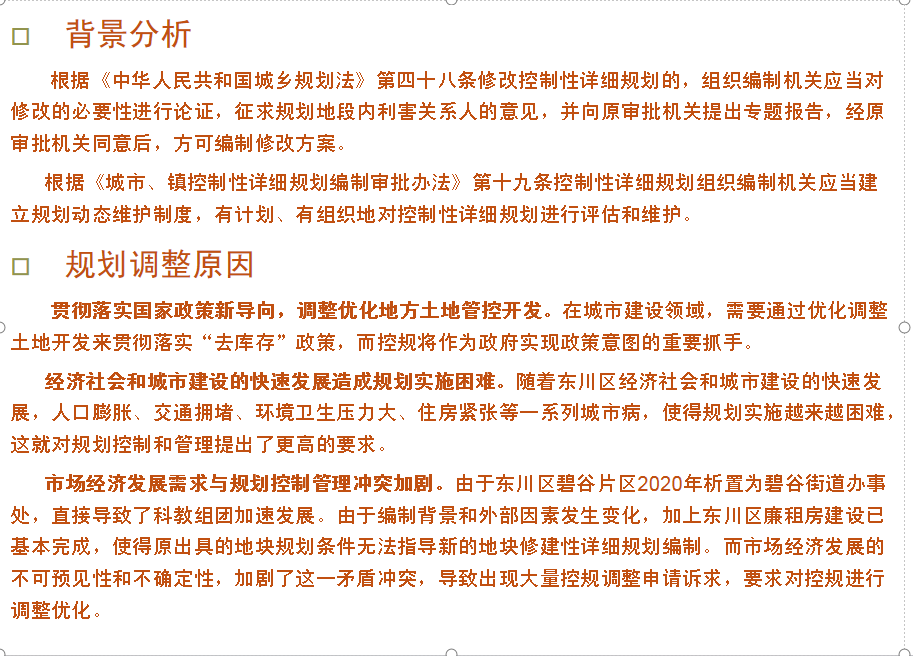 背景分析
根据《中华人民共和国城乡规划法》第四十八条修改控制性详细规划的，组织编制机关应当对
修改的必要性进行论证，征求规划地段内利害关系人的意见，并向原审批机关提出专题报告，经原
审批机关同意后，方可编制修改方案。
根据《城市、镇控制性详细规划编制审批办法》第十九条控制性详细规划组织编制机关应当建
立规划动态维护制度，有计划、有组织地对控制性详细规划进行评估和维护。
规划调整原因
贯彻落实国家政策新导向，调整优化地方土地管控开发。在城市建设领域，需要通过优化调整
土地开发来贯彻落实“去库存”政策，而控规将作为政府实现政策意图的重要抓手。
经济社会和城市建设的快速发展造成规划实施困难。随着东川区经济社会和城市建设的快速发
展，人口膨胀、交通拥堵、环境卫生压力大、住房紧张等一系列城市病，使得规划实施越来越困难，
这就对规划控制和管理提出了更高的要求。
市场经济发展需求与规划控制管理冲突加剧。由于东川区碧谷片区2020年析置为碧谷街道办事
处，直接导致了科教组团加速发展。由于编制背景和外部因素发生变化，加上东川区廉租房建设已
基本完成，使得原出具的地块规划条件无法指导新的地块修建性详细规划编制。而市场经济发展的
不可预见性和不确定性，加剧了这一矛盾冲突，导致出现大量控规调整申请诉求，要求对控规进行
调整优化。